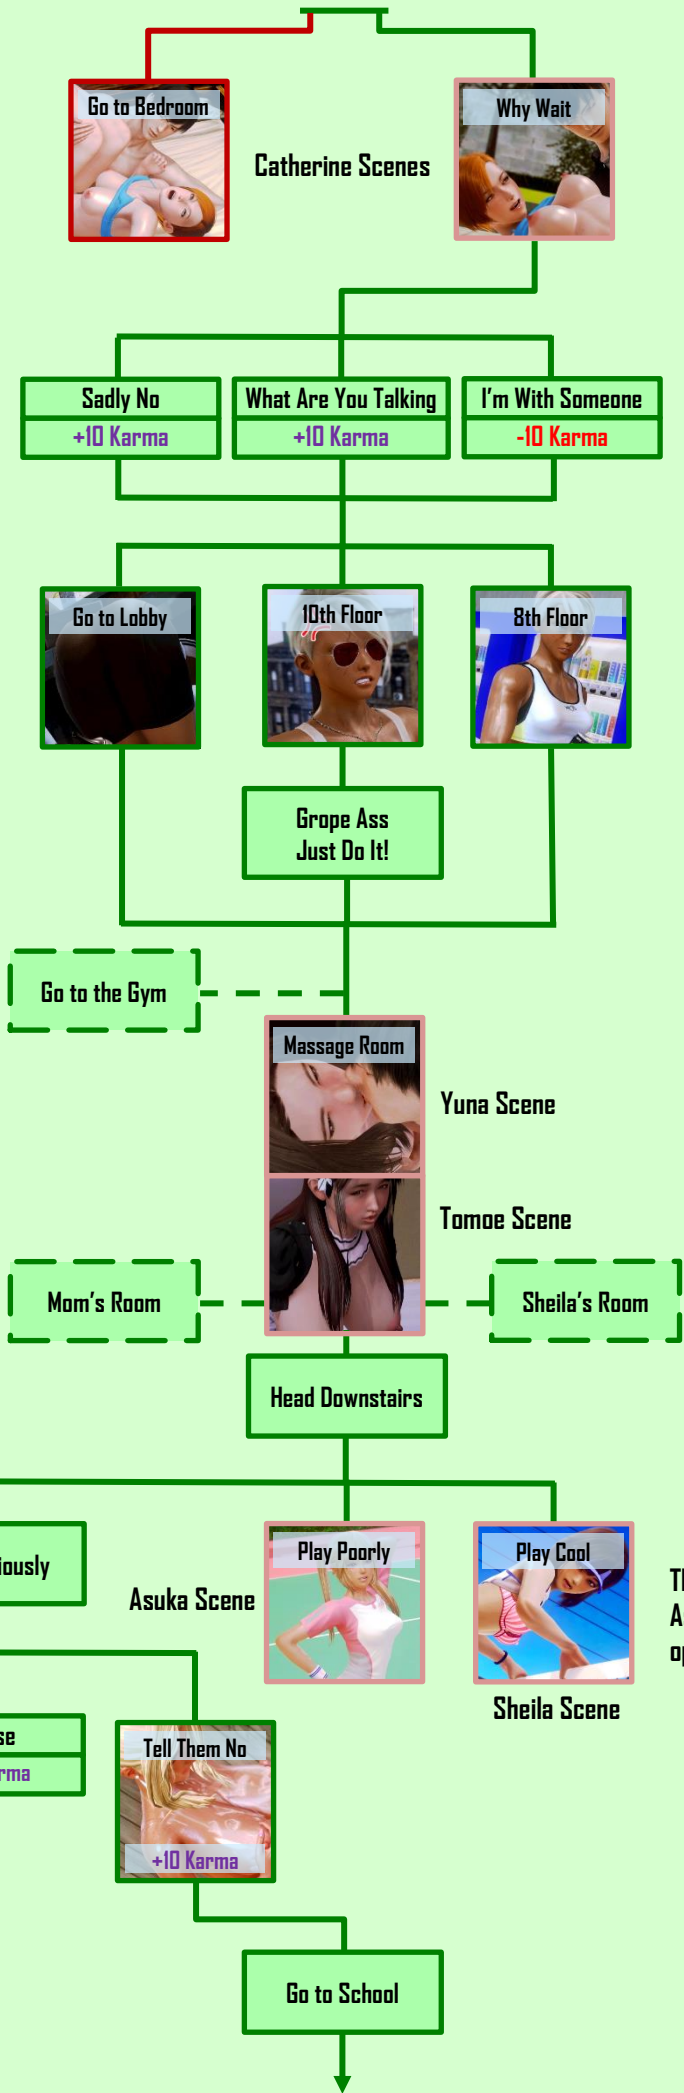 Go to Bedroom
Why Wait
Catherine Scenes
Sadly No
What Are You Talking
I'm With Someone
+10 Karma
+10 Karma
-10 Karma
Go to Lobby
10th Floor
8th Floor
Grope Ass
Just Do It!
Go to the Gym
Massage Room
Yuna Scene
Tomoe Scene
Mom's Room
Sheila's Room
Head Downstairs
Play Poorly
Play Cool
Asuka Scene
Sheila Scene
Tell Them No
+10 Karma
Go to School